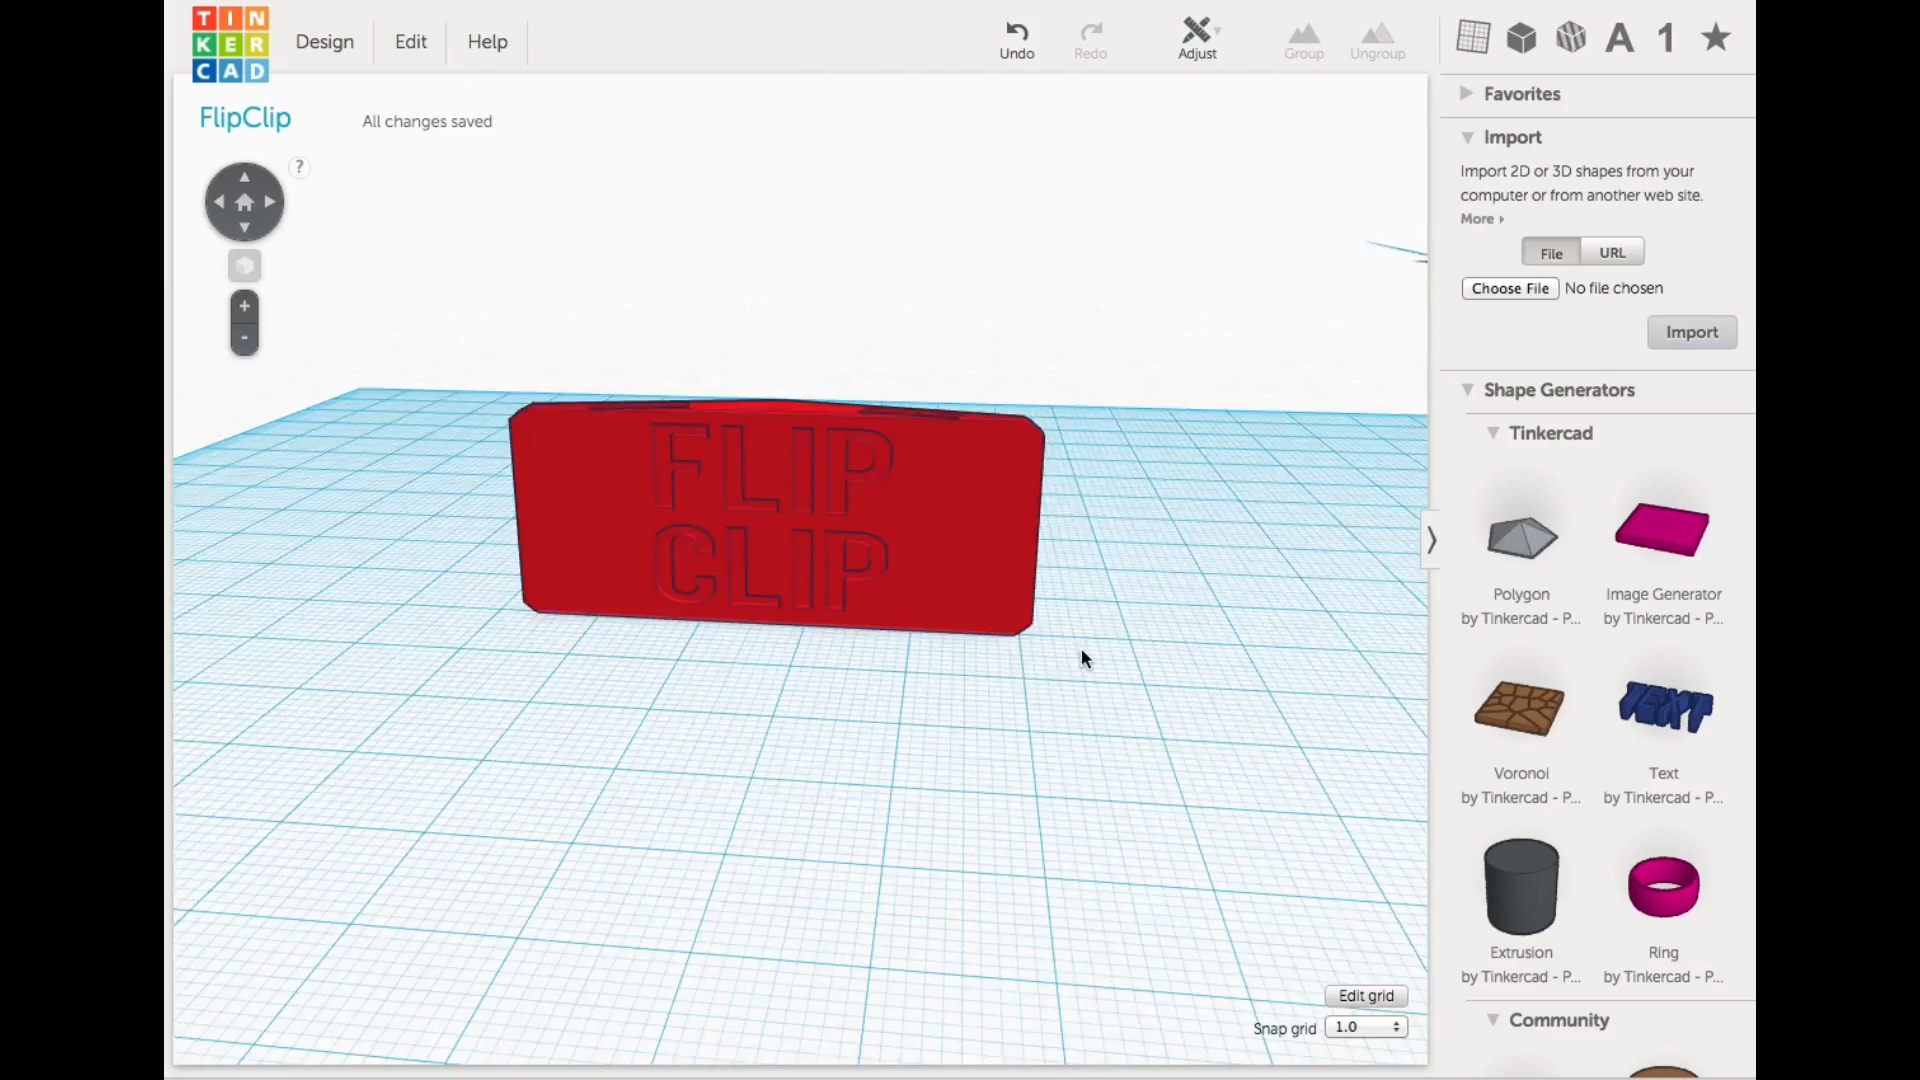 TIN
KER
CAD
Design
Edit
Help
Undo
Redo
Adjust
Group
Ungroup
A
1
FlipClip
All changes saved
?
+
-
FLIP
CLIP
Favorites
Import
Import 2D or 3D shapes from your
computer or from another web site.
More
File
URL
Choose File
No file chosen
Import
Shape Generators
Tinkercad
Polygon
by Tinkercad - P...
Image Generator
by Tinkercad - P...
Voronoi
by Tinkercad - P...
TEXT
Text
by Tinkercad - P...
Extrusion
by Tinkercad - P...
Ring
by Tinkercad - P...
Community
Edit grid
Snap grid
1.0